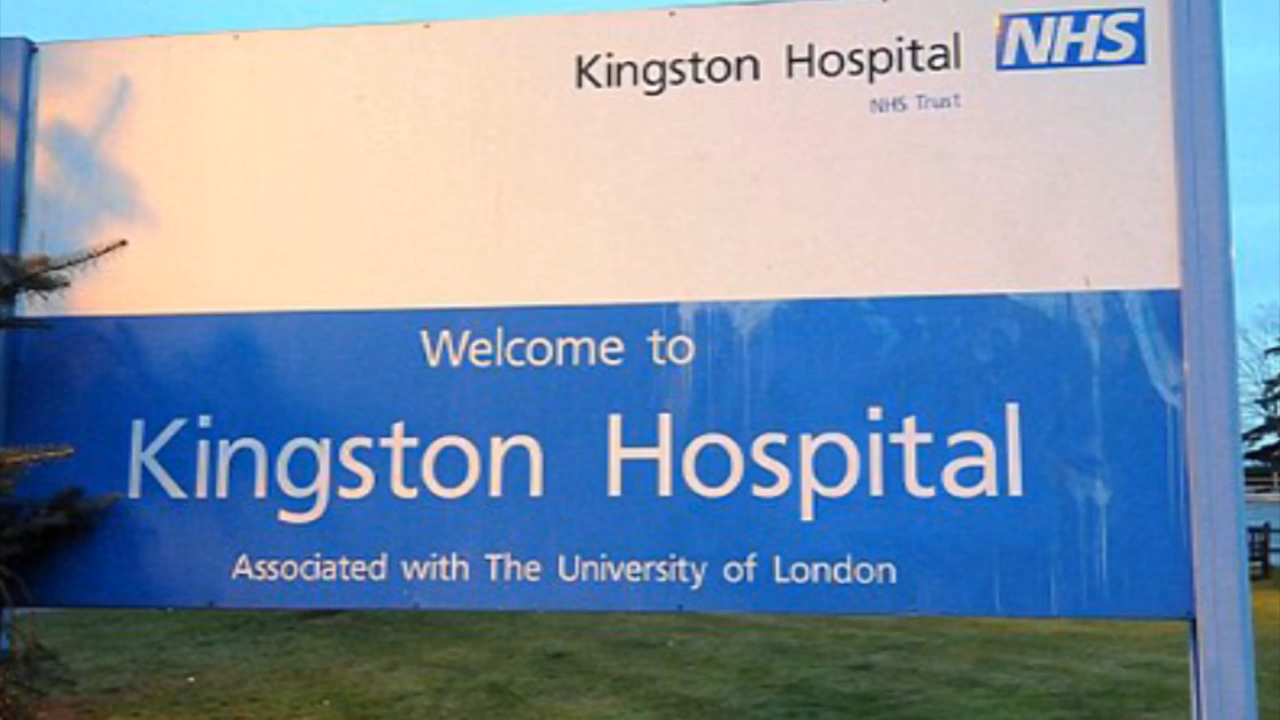 Kingston Hospital NHS
NHS Trust
Welcome to
Kingston Hospital
Associated with The University of London